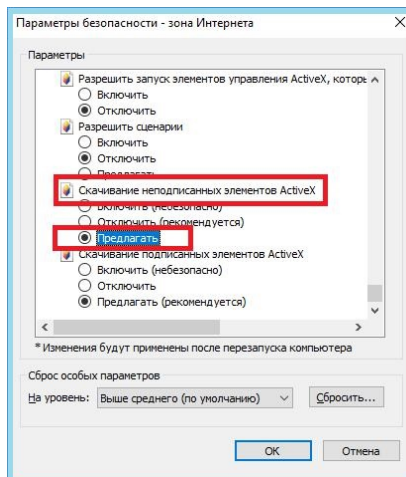 Параметры безопасности - зона Интернета
Параметры
Разрешить запуск элементов управления ActiveX, которь
Включить
Отключить
Разрешить сценарии
Включить
Отключить
Предлагать
Скачивание неподписанных элементов ActiveX
Включить (небезопасно)
Отключить (рекомендуется)
Предлагать
Скачивание подписанных элементов ActiveX
Включить (небезопасно)
Отключить
Предлагать (рекомендуется)
* Изменения будут применены после перезапуска компьютера
Сброс особых параметров
На уровень: Выше среднего (по умолчанию) Сбросить...
OK Отмена